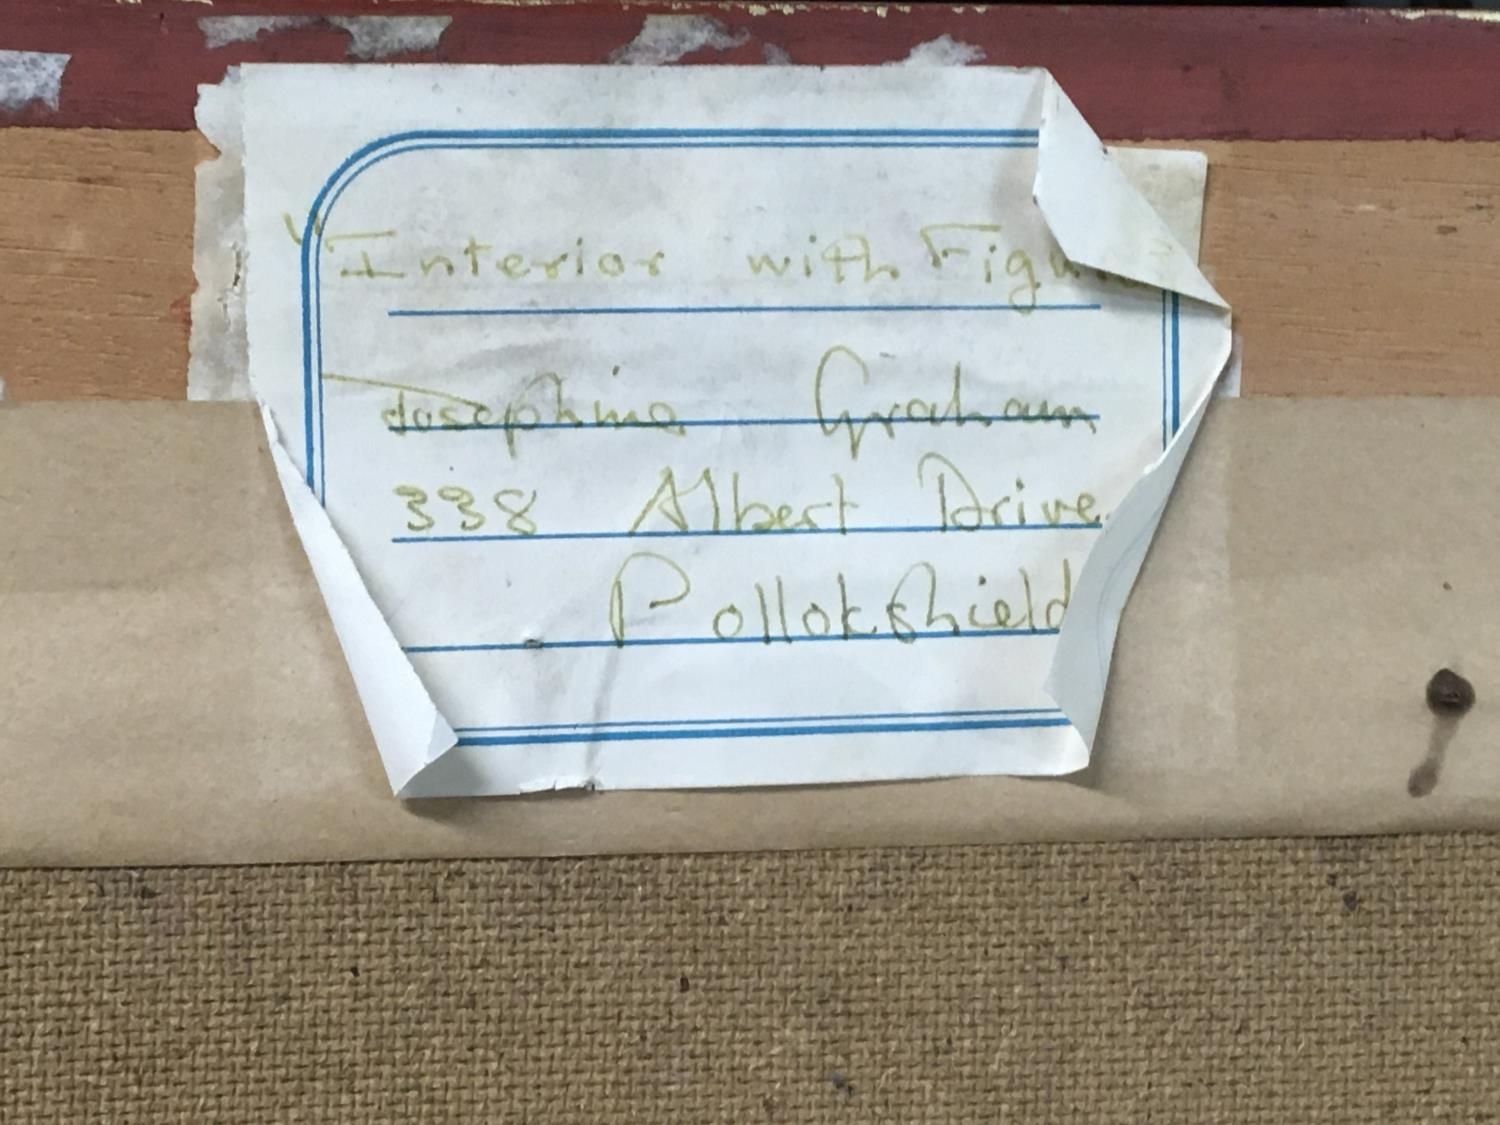 "Interior with Figu
Josephine Graham
338 Albert Drive.
Pollokshield